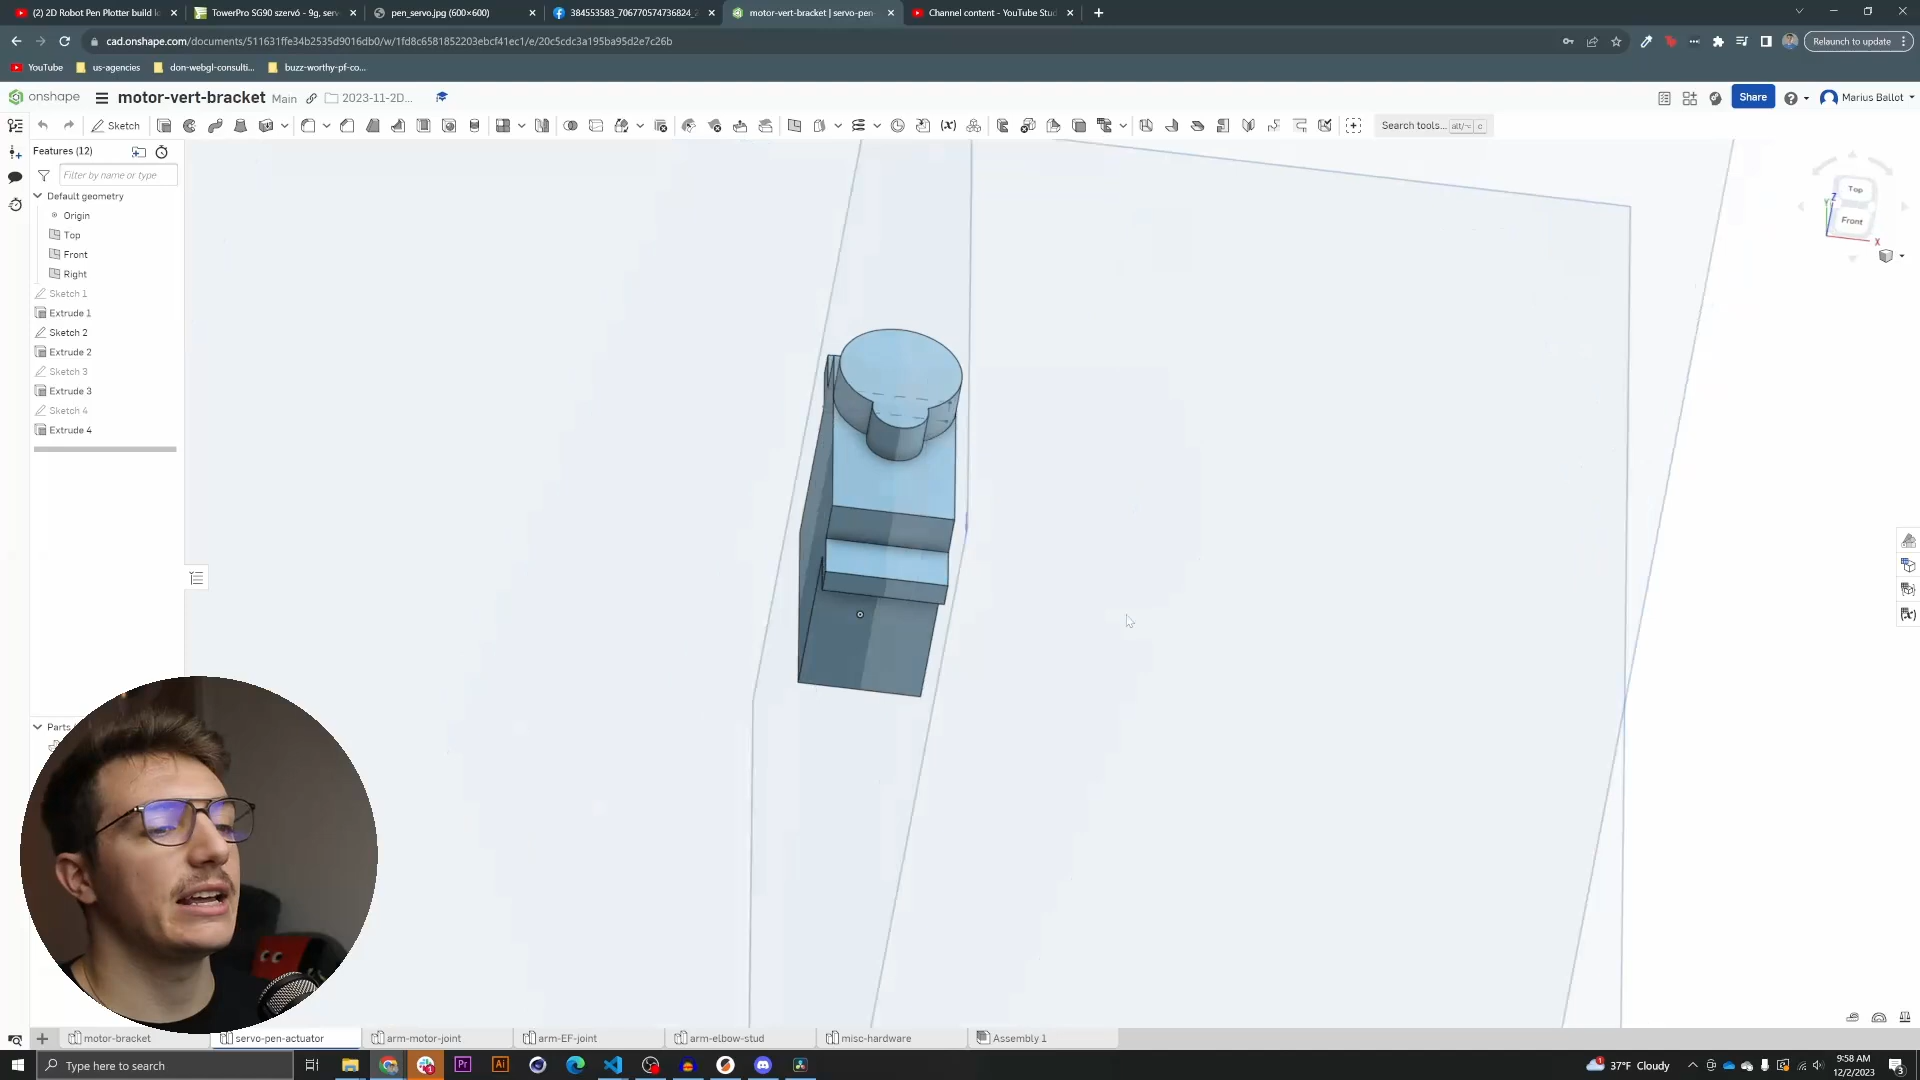 (2) 2D Robot Pen Plotter build lo
TowerPro SG90 szervó - 9g, serv
pen_servo.jpg (600×600)
384553583_706770574736824_2
motor-vert-bracket | servo-pen-
Channel content - YouTube Stud
cad.onshape.com/documents/511631ffe34b2535d9016db0/w/1fd8c6581852203ebcf41ec1/e/20c5cdc3a195ba95d2e7c26b
Relaunch to update
YouTube
us-agencies
don-webgl-consulti...
buzz-worthy-pf-co...
onshape
motor-vert-bracket
Main
2023-11-2D...
Share
Marius Ballot
Sketch
(x)
Search tools... alt/⌥ c
Features (12)
Filter by name or type
Default geometry
Origin
Top
Front
Right
Sketch 1
Extrude 1
Sketch 2
Extrude 2
Sketch 3
Extrude 3
Sketch 4
Extrude 4
Top
Front
Z
Y
X
(x)
Parts
motor-bracket
servo-pen-actuator
arm-motor-joint
arm-EF-joint
arm-elbow-stud
misc-hardware
Assembly 1
Type here to search
Pr
Ai
37°F Cloudy
9:58 AM
12/2/2023
3